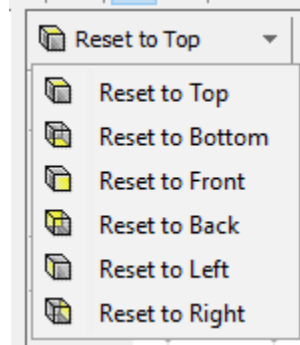 Reset to Top
Reset to Top
Reset to Bottom
Reset to Front
Reset to Back
Reset to Left
Reset to Right